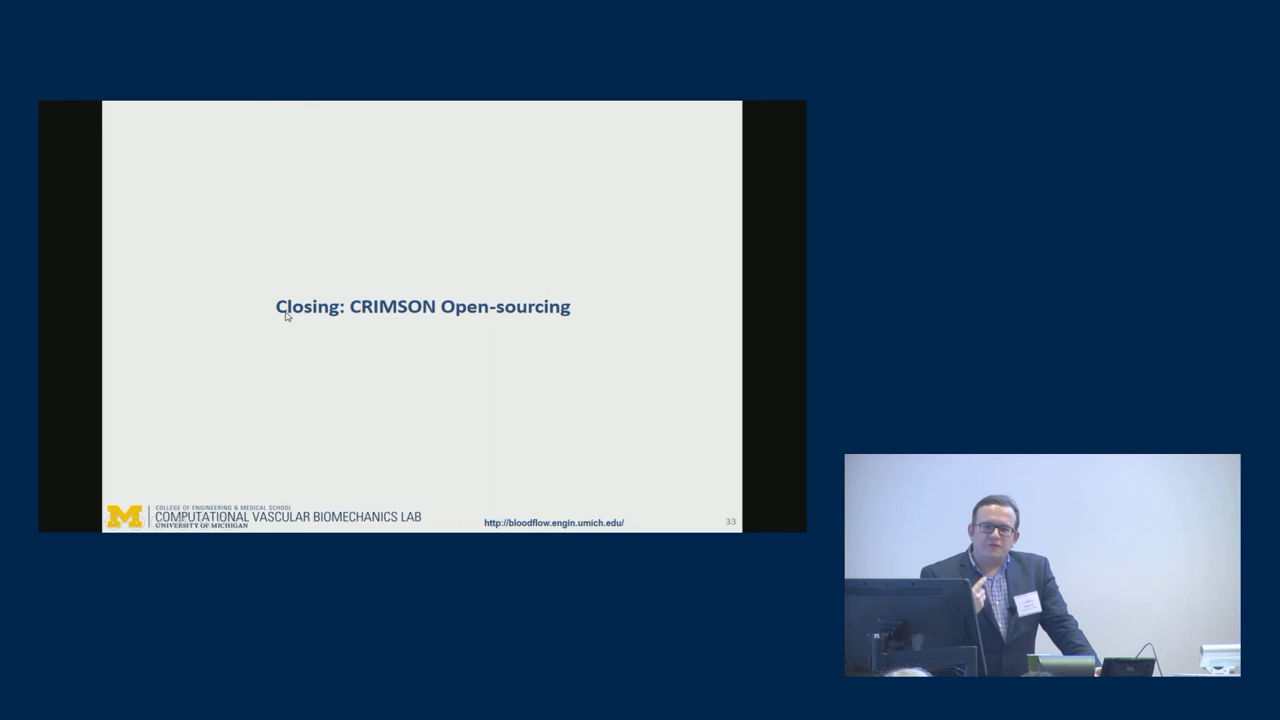 Closing: CRIMSON Open-sourcing
M
COLLEGE OF ENGINEERING & MEDICAL SCHOOL
COMPUTATIONAL VASCULAR BIOMECHANICS LAB
UNIVERSITY OF MICHIGAN
http://bloodflow.engin.umich.edu/
33